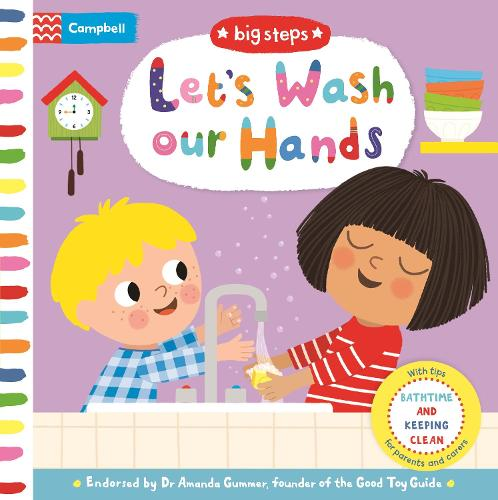 Campbell
big steps
Let's Wash
our Hands
With tips
BATHTIME
AND
KEEPING
CLEAN
for parents and carers
Endorsed by Dr Amanda Gummer, founder of the Good Toy Guide